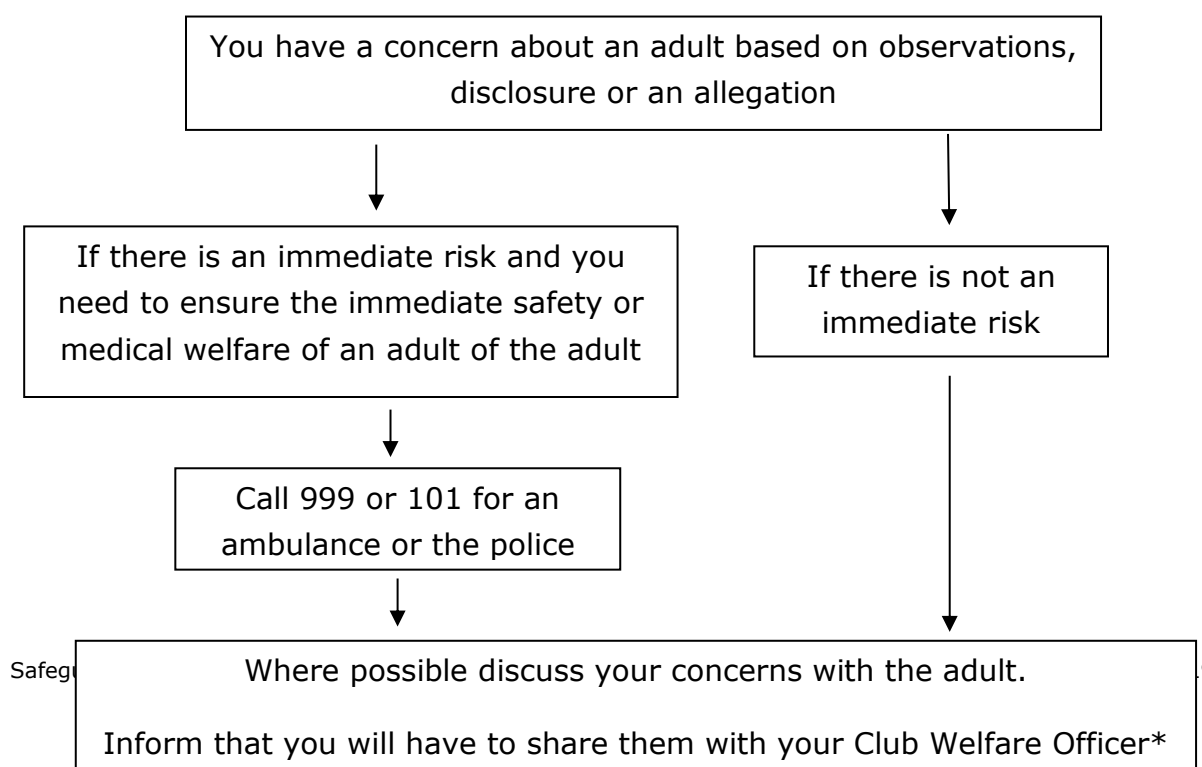 You have a concern about an adult based on observations,
disclosure or an allegation
If there is an immediate risk and you
need to ensure the immediate safety or
medical welfare of an adult of the adult
If there is not an
immediate risk
Call 999 or 101 for an
ambulance or the police
Where possible discuss your concerns with the adult.
Inform that you will have to share them with your Club Welfare Officer*